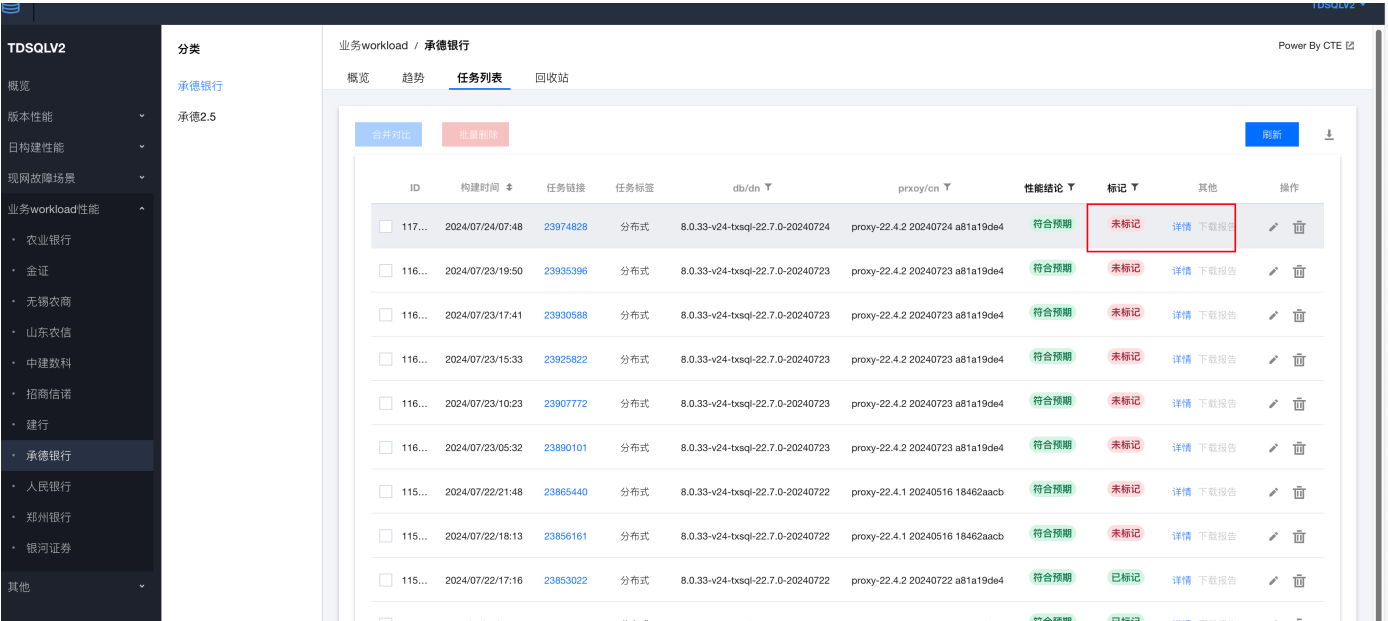 TDSQLV2
TDSQLV2
概览
版本性能
日构建性能
现网故障场景
业务workload性能
农业银行
金证
无锡农商
山东农信
中建数科
招商信诺
建行
承德银行
人民银行
郑州银行
银河证券
其他
分类
承德银行
承德2.5
业务workload / 承德银行
Power By CTE
概览 趋势 任务列表 回收站
合并对比 批量删除 刷新
ID 构建时间 任务链接 任务标签 db/dn prxoy/cn 性能结论 标记 其他 操作
117... 2024/07/24/07:48 23974828 分布式 8.0.33-v24-txsql-22.7.0-20240724 proxy-22.4.2 20240724 a81a19de4 符合预期 未标记 详情 下载报告
116... 2024/07/23/19:50 23935396 分布式 8.0.33-v24-txsql-22.7.0-20240723 proxy-22.4.2 20240723 a81a19de4 符合预期 未标记 详情 下载报告
116... 2024/07/23/17:41 23930588 分布式 8.0.33-v24-txsql-22.7.0-20240723 proxy-22.4.2 20240723 a81a19de4 符合预期 未标记 详情 下载报告
116... 2024/07/23/15:33 23925822 分布式 8.0.33-v24-txsql-22.7.0-20240723 proxy-22.4.2 20240723 a81a19de4 符合预期 未标记 详情 下载报告
116... 2024/07/23/10:23 23907772 分布式 8.0.33-v24-txsql-22.7.0-20240723 proxy-22.4.2 20240723 a81a19de4 符合预期 未标记 详情 下载报告
116... 2024/07/23/05:32 23890101 分布式 8.0.33-v24-txsql-22.7.0-20240723 proxy-22.4.2 20240723 a81a19de4 符合预期 未标记 详情 下载报告
115... 2024/07/22/21:48 23865440 分布式 8.0.33-v24-txsql-22.7.0-20240722 proxy-22.4.1 20240516 18462aacb 符合预期 未标记 详情 下载报告
115... 2024/07/22/18:13 23856161 分布式 8.0.33-v24-txsql-22.7.0-20240722 proxy-22.4.1 20240516 18462aacb 符合预期 未标记 详情 下载报告
115... 2024/07/22/17:16 23853022 分布式 8.0.33-v24-txsql-22.7.0-20240722 proxy-22.4.2 20240722 a81a19de4 符合预期 已标记 详情 下载报告
符合预期 已标记